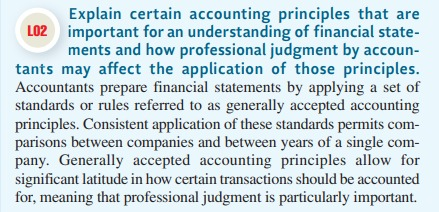 LO2 Explain certain accounting principles that are
important for an understanding of financial state-
ments and how professional judgment by accoun-
tants may affect the application of those principles.
Accountants prepare financial statements by applying a set of
standards or rules referred to as generally accepted accounting
principles. Consistent application of these standards permits com-
parisons between companies and between years of a single com-
pany. Generally accepted accounting principles allow for
significant latitude in how certain transactions should be accounted
for, meaning that professional judgment is particularly important.